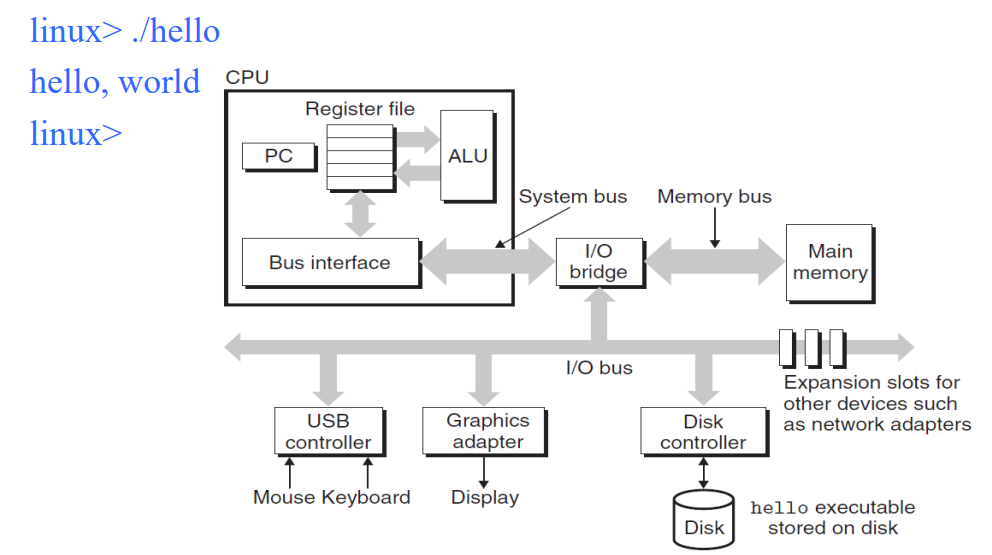 linux> ./hello
hello, world
linux>
CPU
Register file
PC
ALU
System bus
Memory bus
Bus interface
I/O
bridge
Main
memory
I/O bus
Expansion slots for
other devices such
as network adapters
USB
controller
Graphics
adapter
Disk
controller
Mouse Keyboard
Display
Disk
hello executable
stored on disk